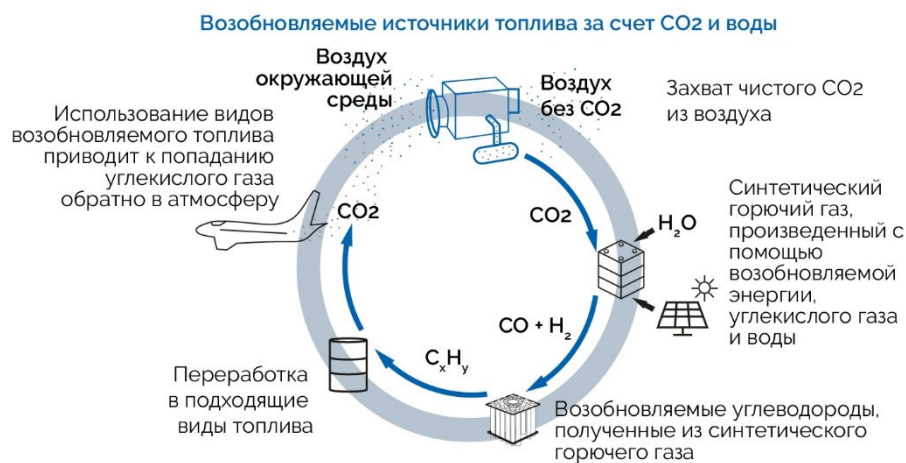 Возобновляемые источники топлива за счет CO2 и воды
Воздух
окружающей
среды
Воздух
без CO2
Захват чистого CO2
из воздуха
Использование видов
возобновляемого топлива
приводит к попаданию
углекислого газа
обратно в атмосферу
CO2
CO2
H₂O
Синтетический
горючий газ,
произведенный с
помощью
возобновляемой
энергии,
углекислого газа
и воды
CO + H₂
CₓHᵧ
Переработка
в подходящие
виды топлива
Возобновляемые углеводороды,
полученные из синтетического
горючего газа